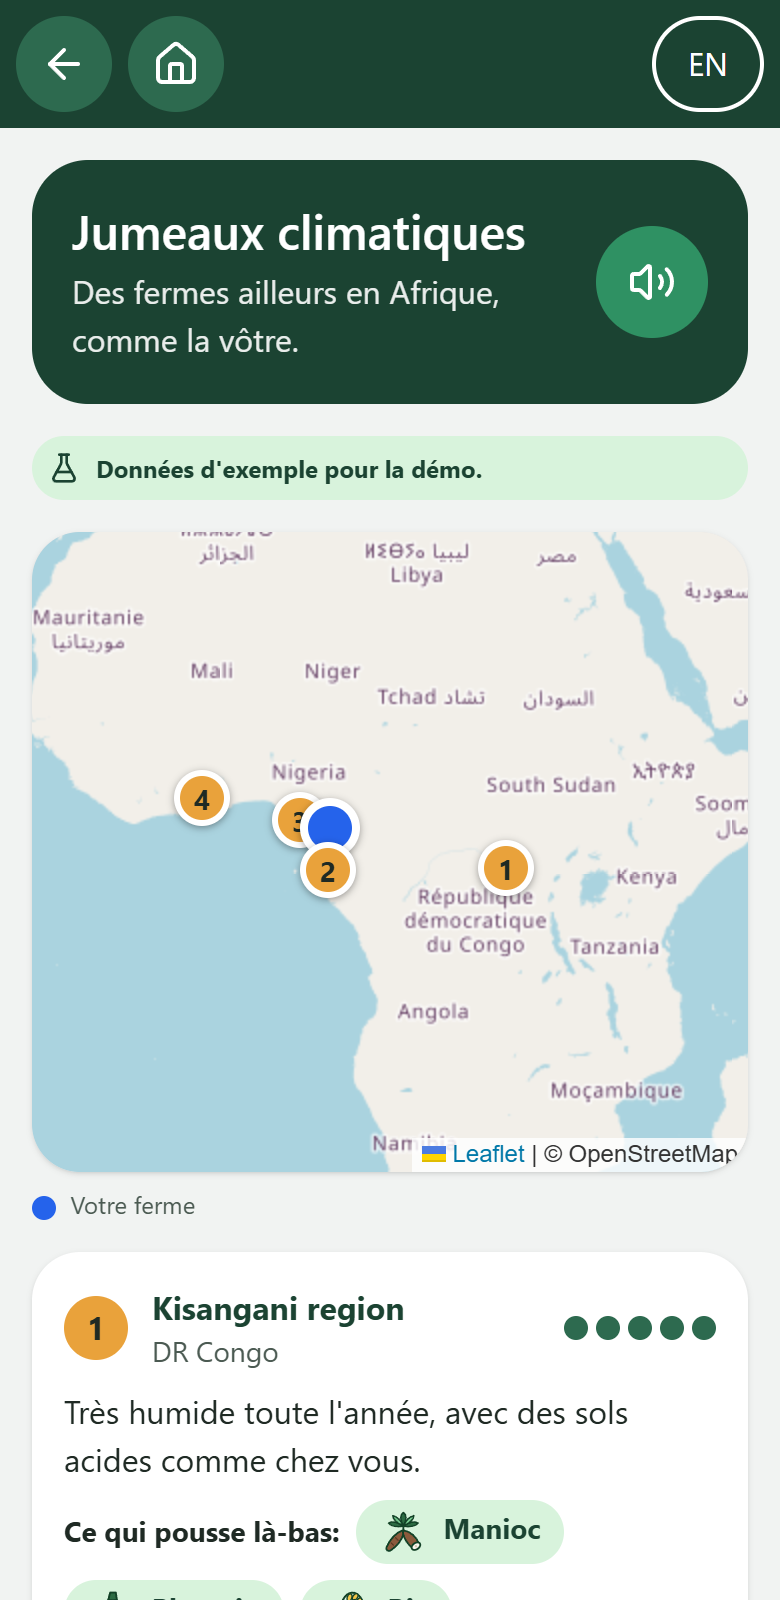 EN
Jumeaux climatiques
Des fermes ailleurs en Afrique,
comme la vôtre.
Données d'exemple pour la démo.
الجزائر
ⵍⵉⴱⵢⴰ ليبيا
Libya
مصر
Mauritanie
موريتانيا
Mali
Niger
Tchad تشاد
السودان
Nigeria
South Sudan
ኢትዮጵያ
4
3
2
1
Kenya
République
démocratique
du Congo
Tanzania
Angola
Moçambique
Namibia
Leaflet | © OpenStreetMap
Votre ferme
1
Kisangani region
DR Congo
Très humide toute l'année, avec des sols
acides comme chez vous.
Ce qui pousse là-bas:
Manioc